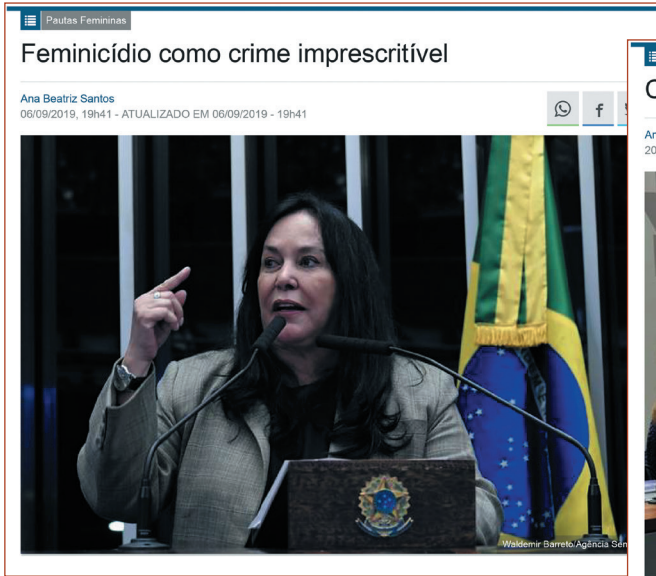 Pautas Femininas
Feminicídio como crime imprescritível
Ana Beatriz Santos
06/09/2019, 19h41 - ATUALIZADO EM 06/09/2019 - 19h41
Waldemir Barreto/Agência